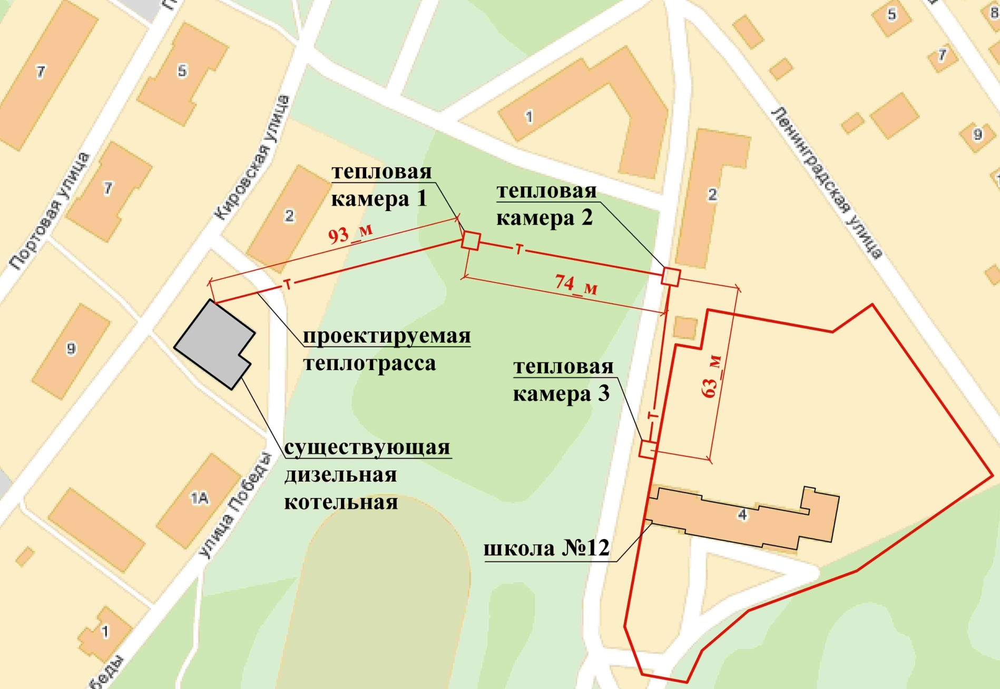 7
5
5
7
8
1
Кировская улица
Ленинградская улица
7
9
Портовая улица
2
2
тепловая
камера 1
тепловая
камера 2
93_м
Т
Т
74_м
проектируемая
теплотрасса
9
тепловая
камера 3
63_м
Т
существующая
дизельная
котельная
1А
улица Победы
4
школа №12
1
беды